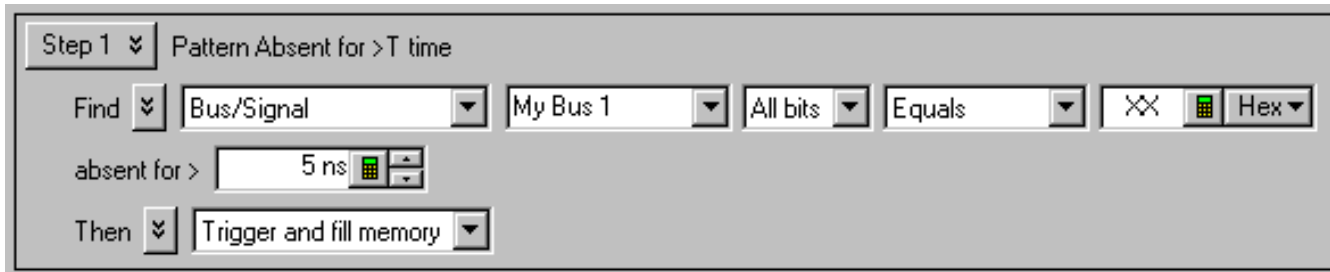 Step 1 Pattern Absent for >T time
Find Bus/Signal My Bus 1 All bits Equals XX Hex
absent for > 5 ns
Then Trigger and fill memory